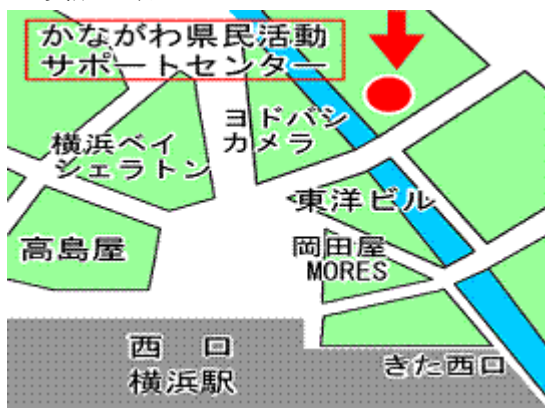 かながわ県民活動
サポートセンター
ヨドバシ
カメラ
横浜ベイ
シェラトン
東洋ビル
高島屋
岡田屋
MORES
西 口
横浜駅
きた西口